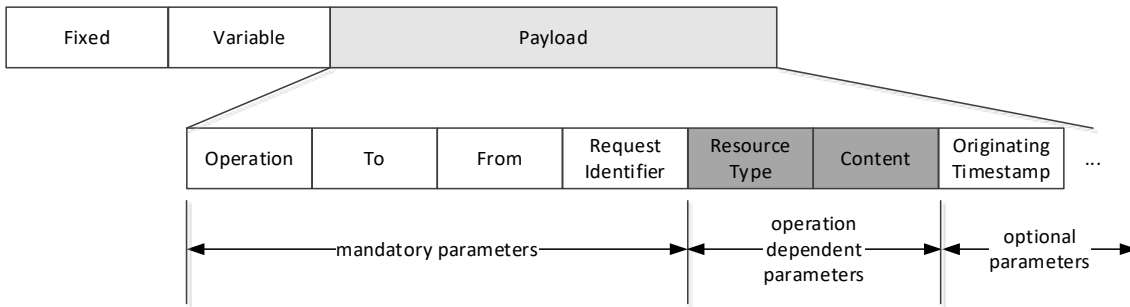 Fixed
Variable
Payload
Operation
To
From
Request
Identifier
Resource
Type
Content
Originating
Timestamp
...
mandatory parameters
operation
dependent
parameters
optional
parameters